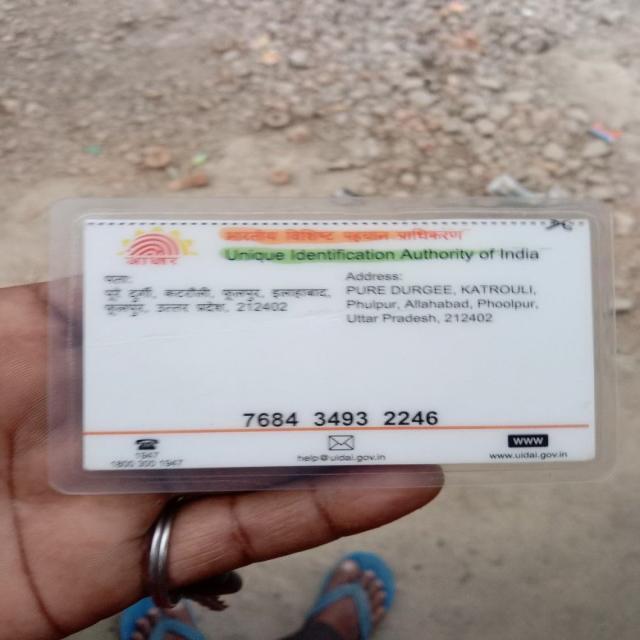 भारतीय विशिष्ट पहचान प्राधिकरण
Unique Identification Authority of India
आधार
पता:
पूरे दुर्गी, कटरौली, फूलपुर, इलाहाबाद,
फूलपुर, उत्तर प्रदेश, 212402
Address:
PURE DURGEE, KATROULI,
Phulpur, Allahabad, Phoolpur,
Uttar Pradesh, 212402
7684 3493 2246
1947
1800 300 1947
help@uidai.gov.in
WWW
www.uidai.gov.in